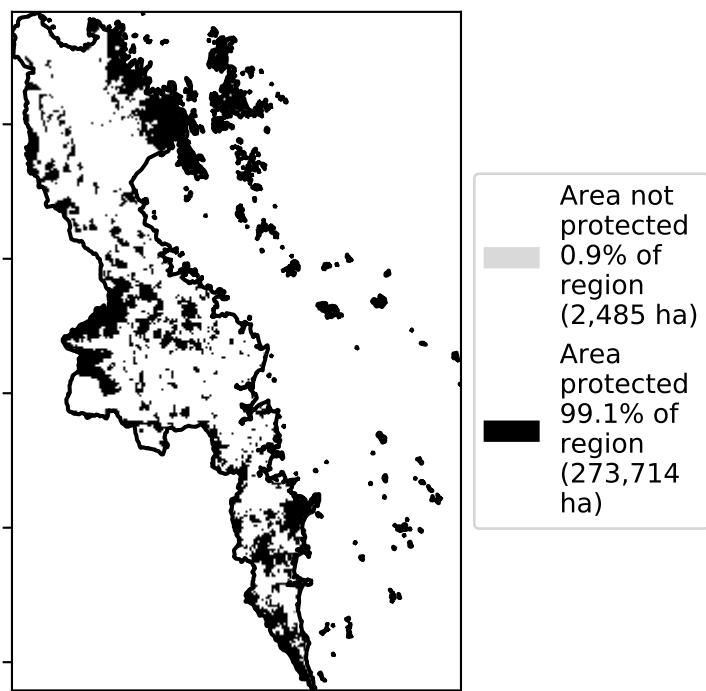 Area not
protected
0.9% of
region
(2,485 ha)
Area
protected
99.1% of
region
(273,714
ha)